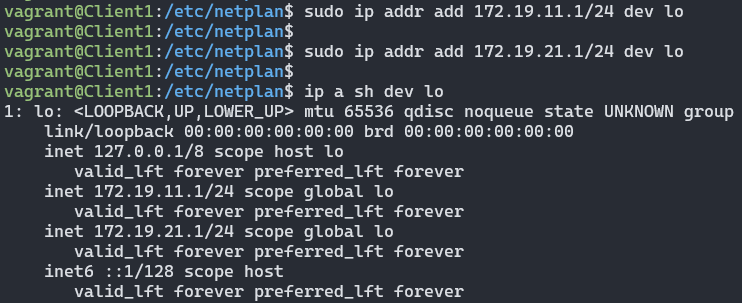 vagrant@Client1:/etc/netplan$ sudo ip addr add 172.19.11.1/24 dev lo
vagrant@Client1:/etc/netplan$
vagrant@Client1:/etc/netplan$ sudo ip addr add 172.19.21.1/24 dev lo
vagrant@Client1:/etc/netplan$
vagrant@Client1:/etc/netplan$ ip a sh dev lo
1: lo: <LOOPBACK,UP,LOWER_UP> mtu 65536 qdisc noqueue state UNKNOWN group
    link/loopback 00:00:00:00:00:00 brd 00:00:00:00:00:00
    inet 127.0.0.1/8 scope host lo
       valid_lft forever preferred_lft forever
    inet 172.19.11.1/24 scope global lo
       valid_lft forever preferred_lft forever
    inet 172.19.21.1/24 scope global lo
       valid_lft forever preferred_lft forever
    inet6 ::1/128 scope host
       valid_lft forever preferred_lft forever